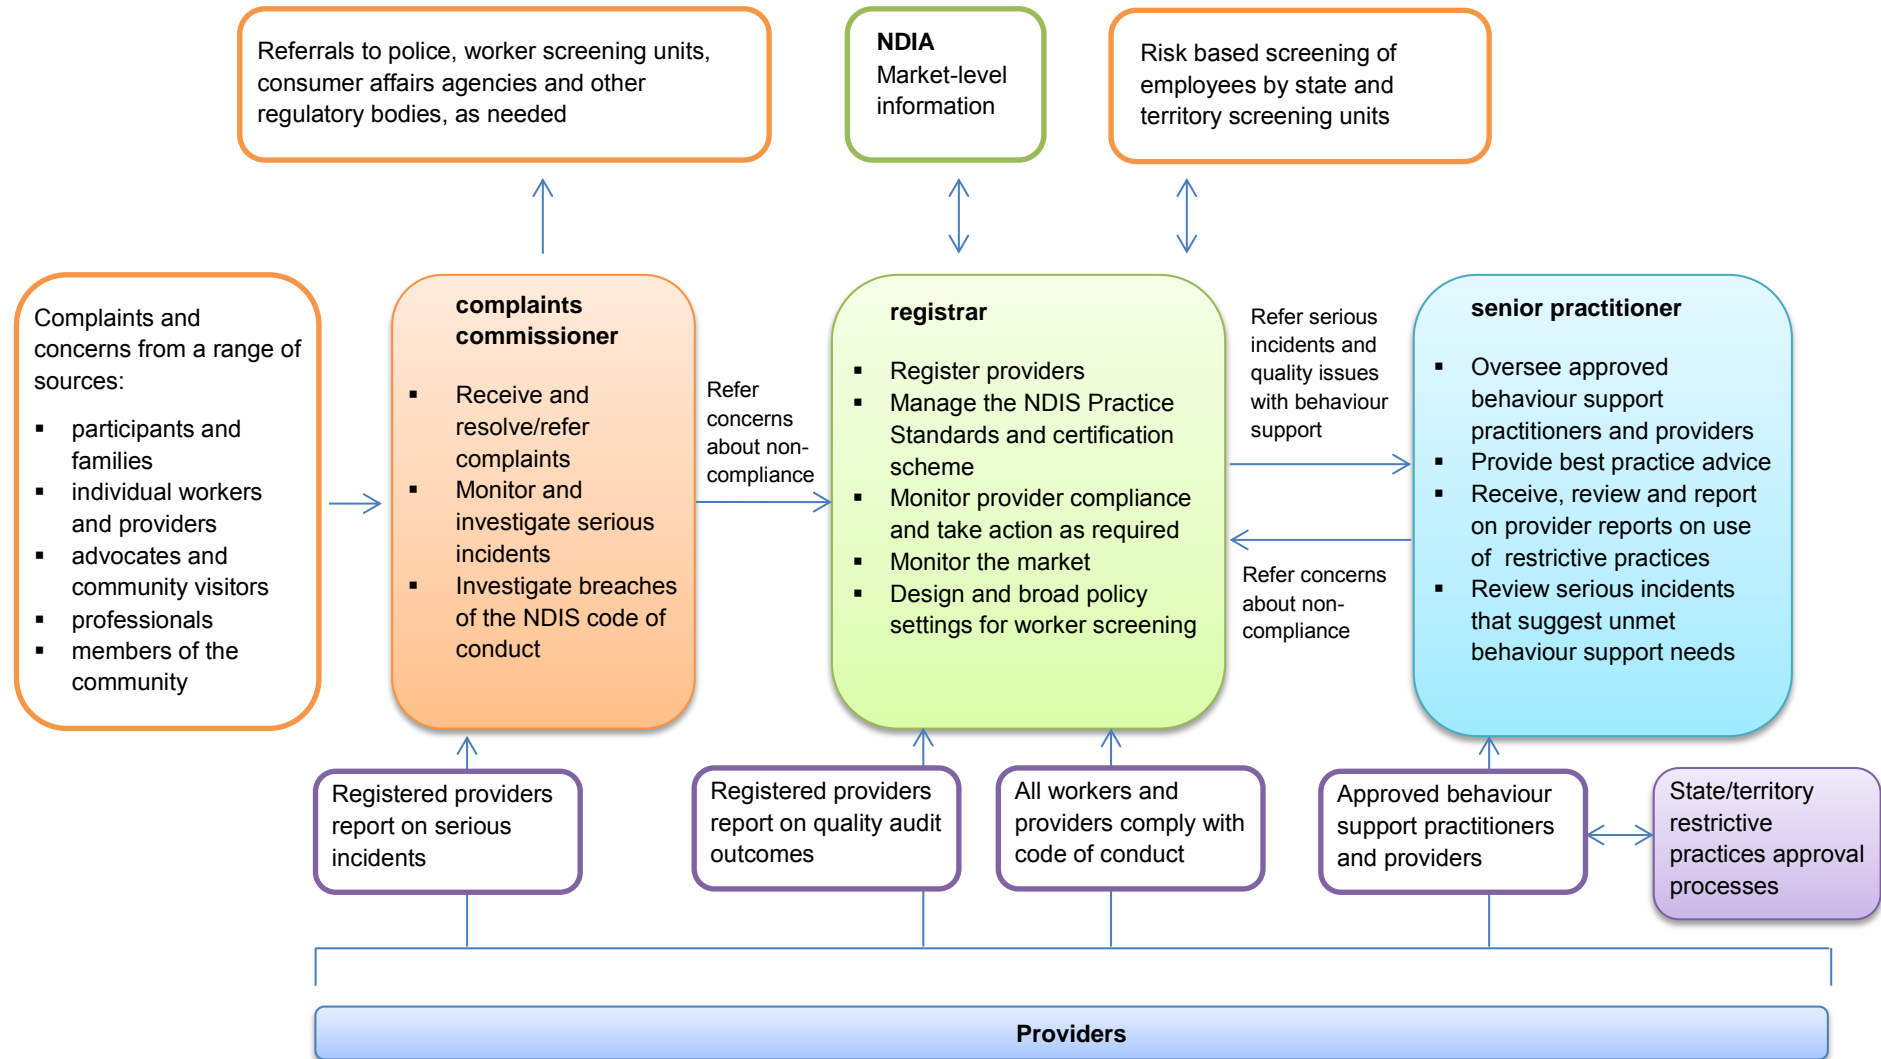 Referrals to police, worker screening units,
consumer affairs agencies and other
regulatory bodies, as needed
NDIA
Market-level
information
Risk based screening of
employees by state and
territory screening units
Complaints and
concerns from a range of
sources:
▪ participants and
families
▪ individual workers
and providers
▪ advocates and
community visitors
▪ professionals
▪ members of the
community
complaints
commissioner
▪ Receive and
resolve/refer
complaints
▪ Monitor and
investigate serious
incidents
▪ Investigate breaches
of the NDIS code of
conduct
Refer
concerns
about non-
compliance
registrar
▪ Register providers
▪ Manage the NDIS Practice
Standards and certification
scheme
▪ Monitor provider compliance
and take action as required
▪ Monitor the market
▪ Design and broad policy
settings for worker screening
Refer serious
incidents and
quality issues
with behaviour
support
Refer concerns
about non-
compliance
senior practitioner
▪ Oversee approved
behaviour support
practitioners and providers
▪ Provide best practice advice
▪ Receive, review and report
on provider reports on use
of restrictive practices
▪ Review serious incidents
that suggest unmet
behaviour support needs
Registered providers
report on serious
incidents
Registered providers
report on quality audit
outcomes
All workers and
providers comply with
code of conduct
Approved behaviour
support practitioners
and providers
State/territory
restrictive
practices approval
processes
Providers